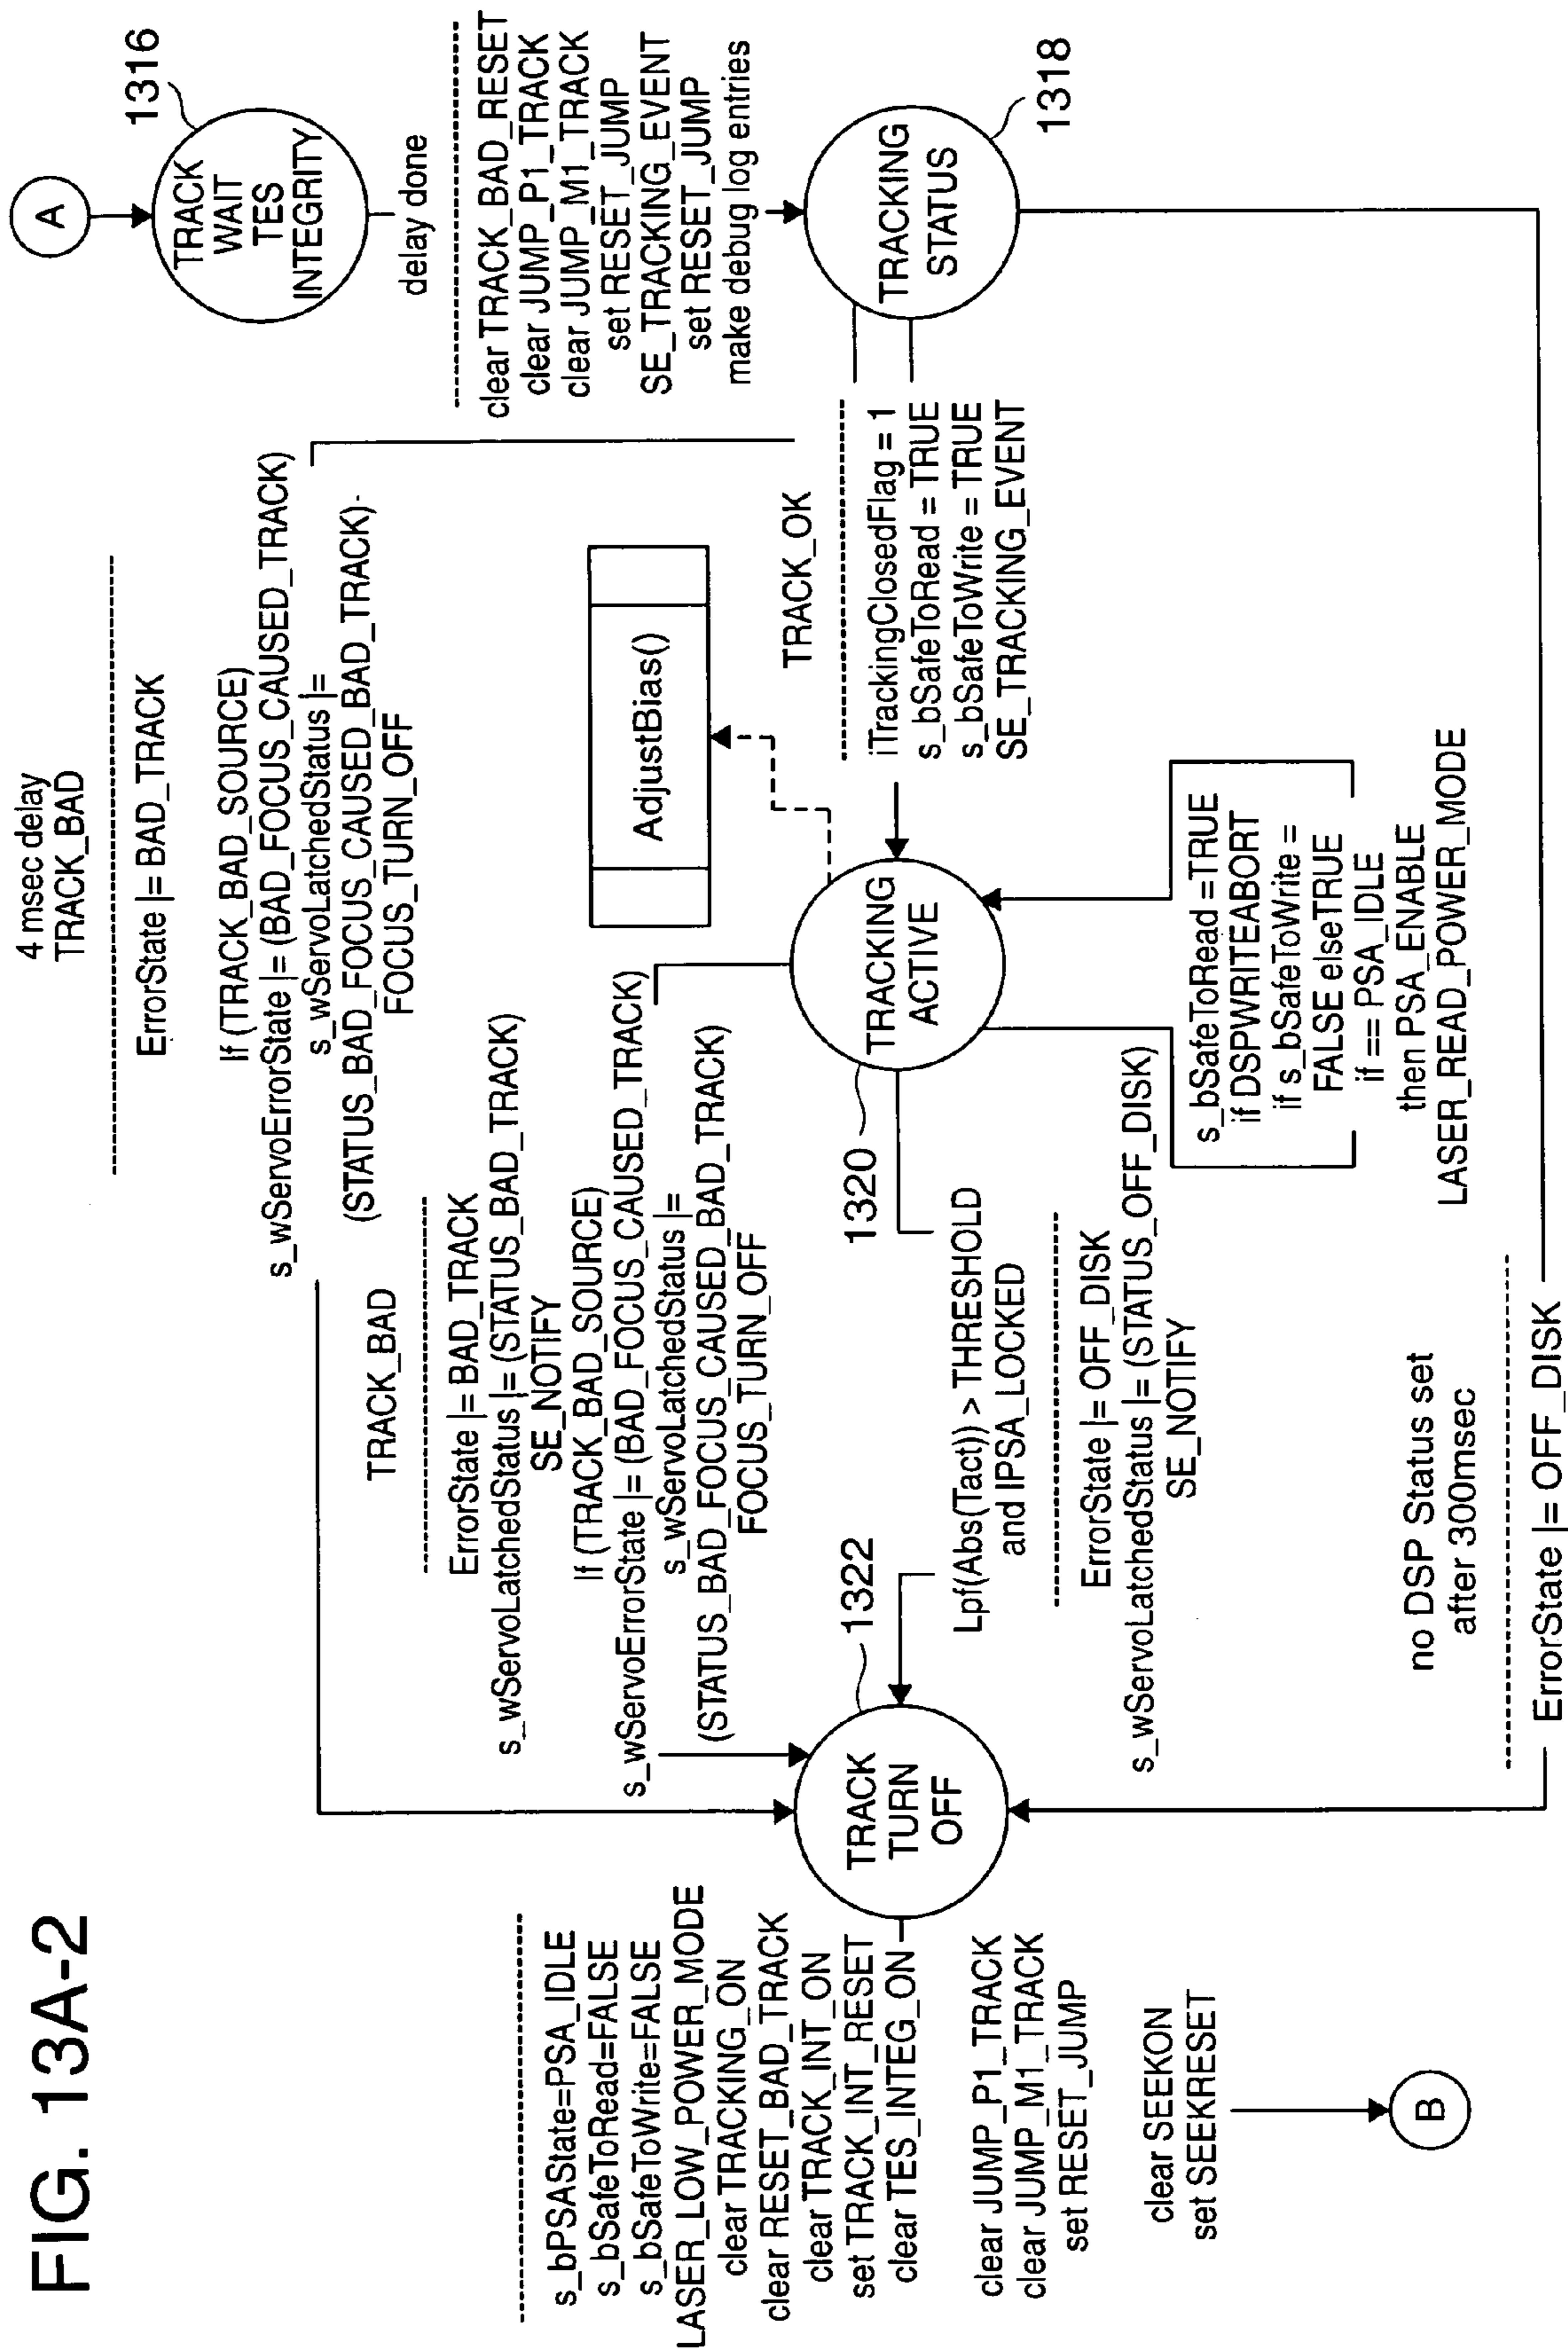 FIG. 13A-2
A
TRACK
WAIT
TES
INTEGRITY
1316
delay done
clear TRACK_BAD_RESET
clear JUMP_P1_TRACK
clear JUMP_M1_TRACK
set RESET_JUMP
SE_TRACKING_EVENT
set RESET_JUMP
make debug log entries
TRACKING
STATUS
1318
4 msec delay
TRACK_BAD
ErrorState |= BAD_TRACK
If (TRACK_BAD_SOURCE)
s_wServoErrorState |= (BAD_FOCUS_CAUSED_TRACK)
s_wServoLatchedStatus |=
(STATUS_BAD_FOCUS_CAUSED_BAD_TRACK)
FOCUS_TURN_OFF
TRACK_OK
iTrackingClosedFlag = 1
s_bSafeToRead = TRUE
s_bSafeToWrite = TRUE
SE_TRACKING_EVENT
AdjustBias()
TRACKING
ACTIVE
1320
s_bSafeToRead =TRUE
if DSPWRITEABORT
if s_bSafeToWrite =
FALSE elseTRUE
if == PSA_IDLE
then PSA_ENABLE
LASER_READ_POWER_MODE
TRACK_BAD
ErrorState |= BAD_TRACK
s_wServoLatchedStatus |= (STATUS_BAD_TRACK)
SE_NOTIFY
If (TRACK_BAD_SOURCE)
s_wServoErrorState |= (BAD_FOCUS_CAUSED_TRACK)
s_wServoLatchedStatus |=
(STATUS_BAD_FOCUS_CAUSED_BAD_TRACK)
FOCUS_TURN_OFF
Lpf(Abs(Tact)) > THRESHOLD
and IPSA_LOCKED
ErrorState |= OFF_DISK
s_wServoLatchedStatus |= (STATUS_OFF_DISK)
SE_NOTIFY
no DSP Status set
after 300msec
ErrorState |= OFF_DISK
TRACK
TURN
OFF
1322
s_bPSAState=PSA_IDLE
s_bSafeToRead=FALSE
s_bSafeToWrite=FALSE
LASER_LOW_POWER_MODE
clear TRACKING_ON
clear RESET_BAD_TRACK
clear TRACK_INT_ON
set TRACK_INT_RESET
clear TES_INTEG_ON
clear JUMP_P1_TRACK
clear JUMP_M1_TRACK
set RESET_JUMP
clear SEEKON
set SEEKRESET
B